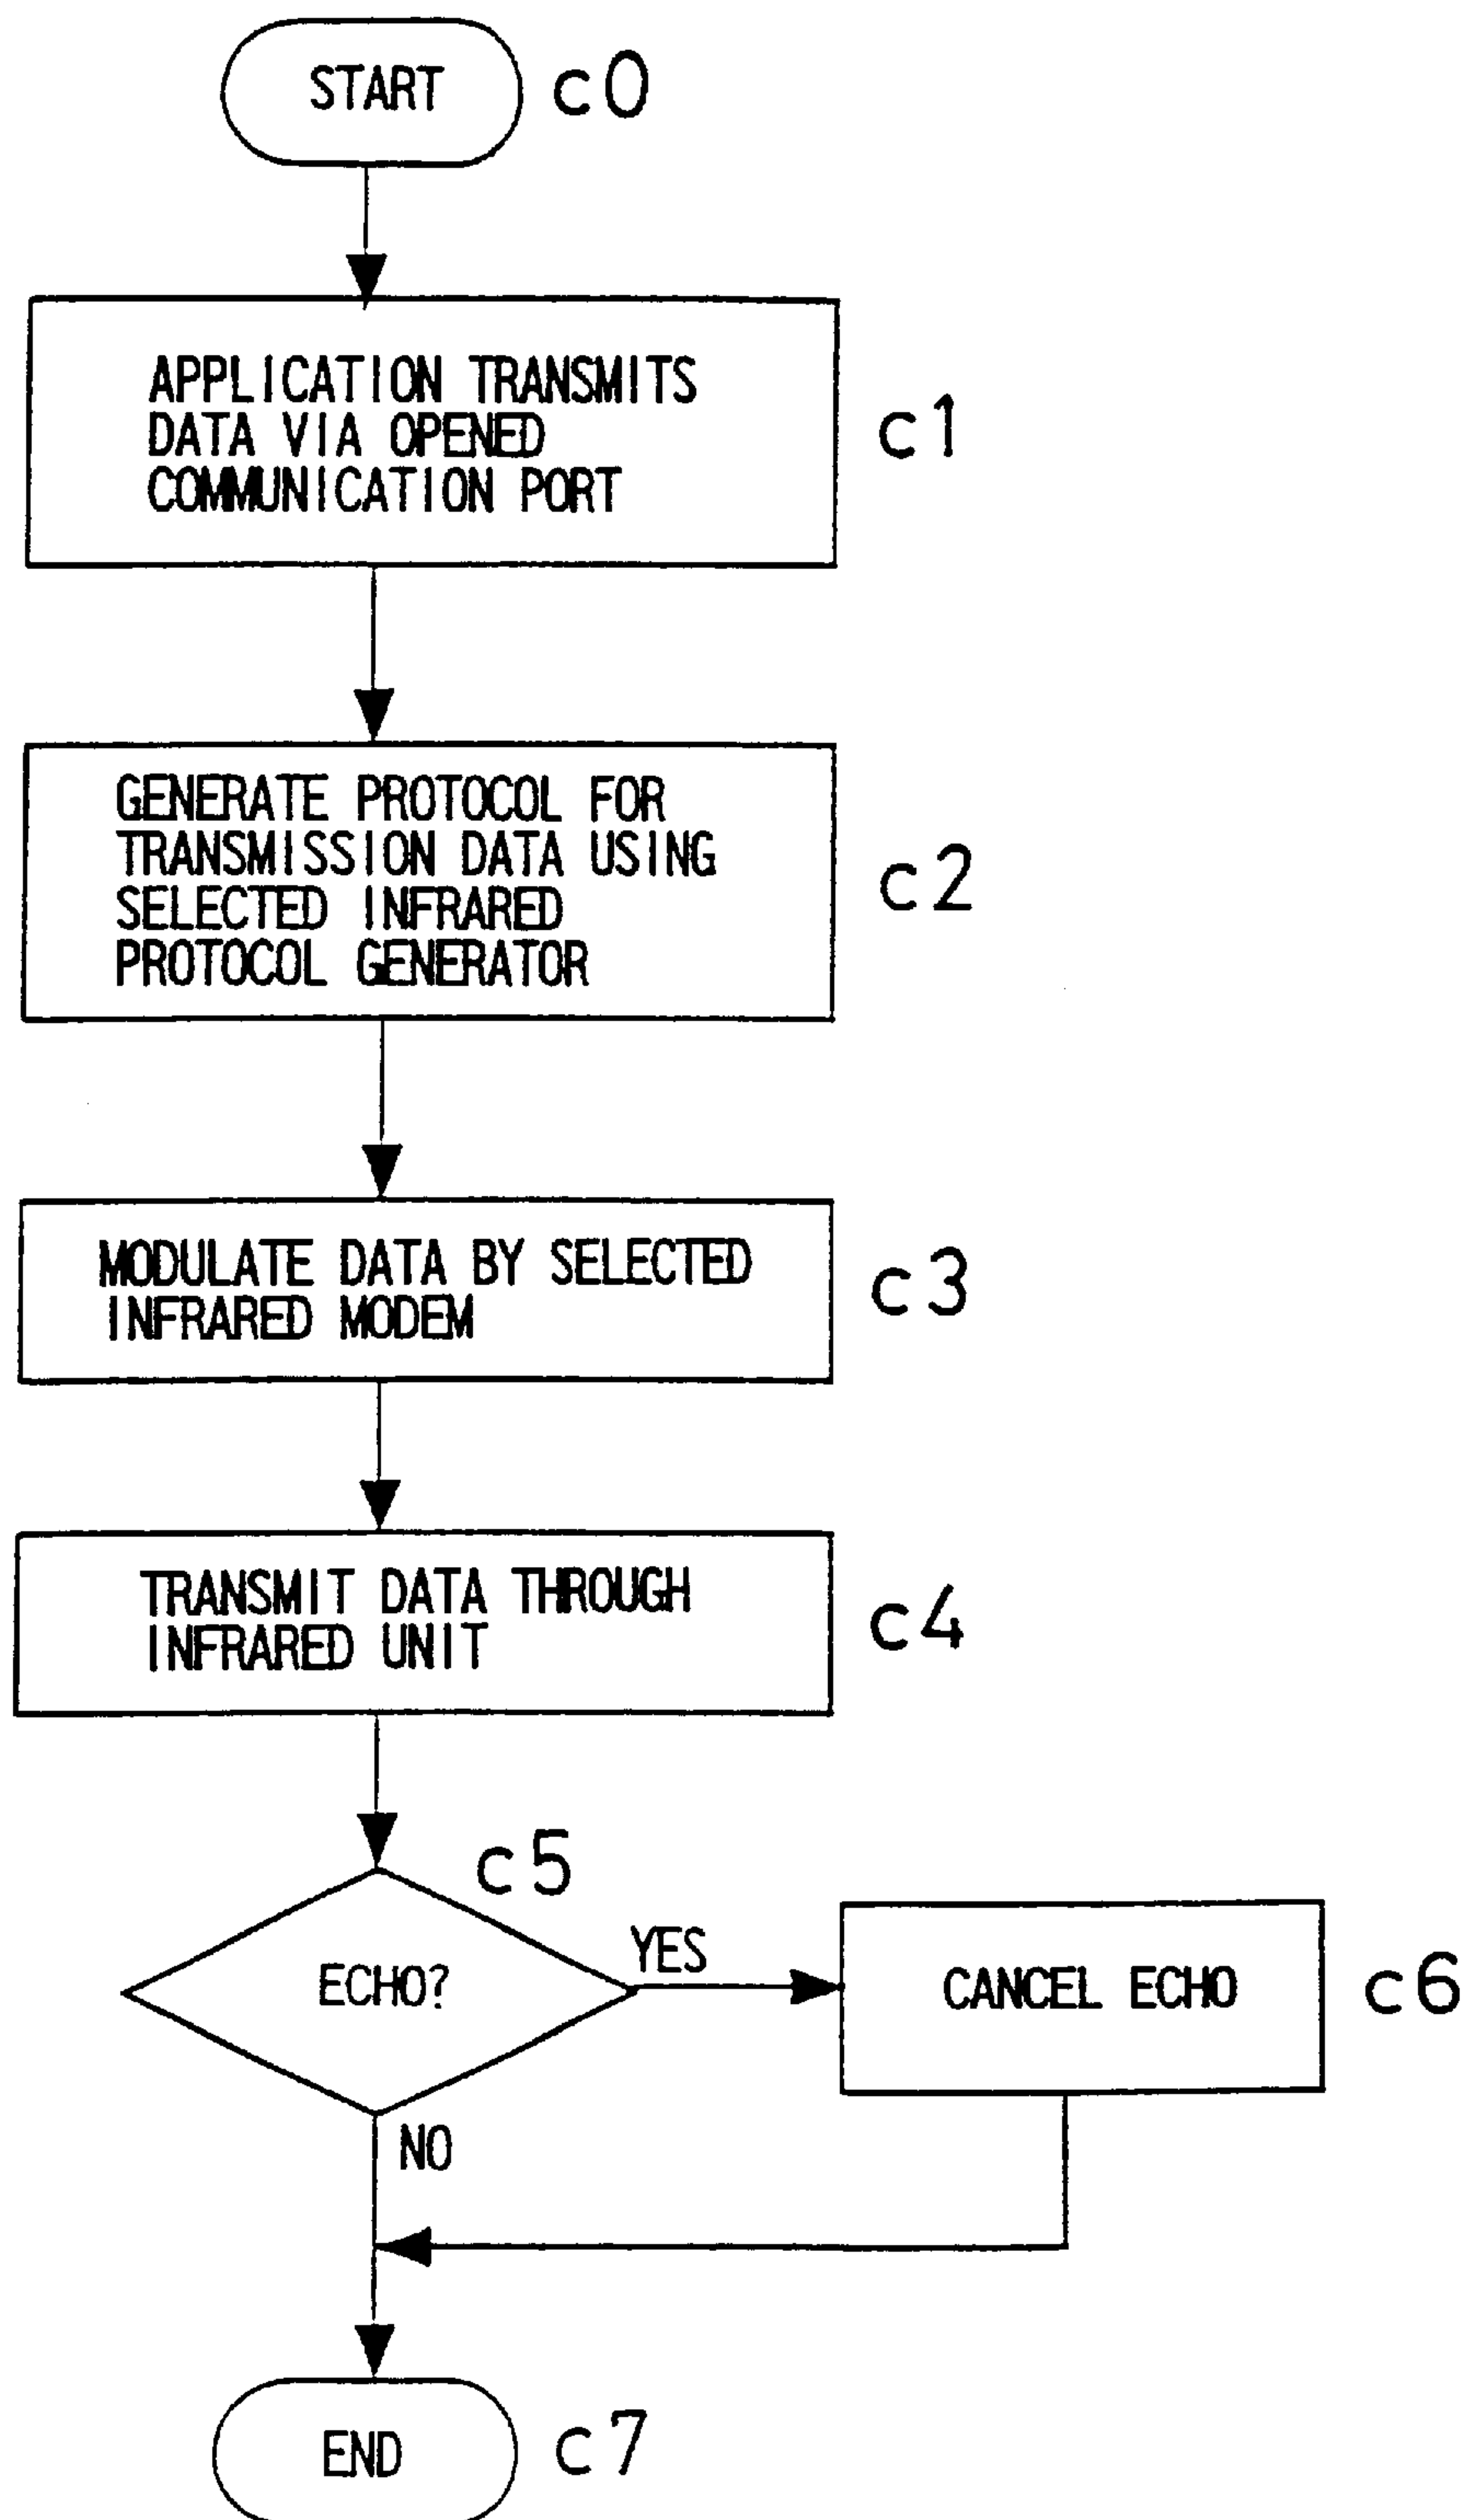 START c0
APPLICATION TRANSMITS
DATA VIA OPENED
COMMUNICATION PORT
c1
GENERATE PROTOCOL FOR
TRANSMISSION DATA USING
SELECTED INFRARED
PROTOCOL GENERATOR
c2
MODULATE DATA BY SELECTED
INFRARED MODEM
c3
TRANSMIT DATA THROUGH
INFRARED UNIT
c4
c5
ECHO?
YES
CANCEL ECHO
c6
NO
END c7